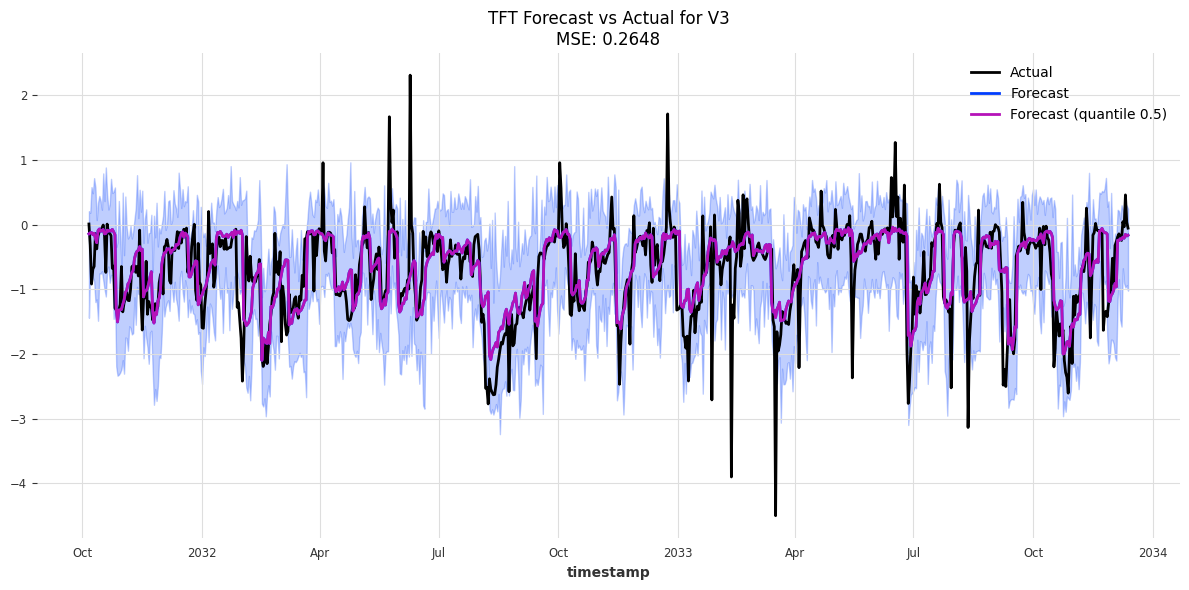 TFT Forecast vs Actual for V3
MSE: 0.2648
Actual
Forecast
Forecast (quantile 0.5)
2
1
0
−1
−2
−3
−4
Oct 2032 Apr Jul Oct 2033 Apr Jul Oct 2034
timestamp